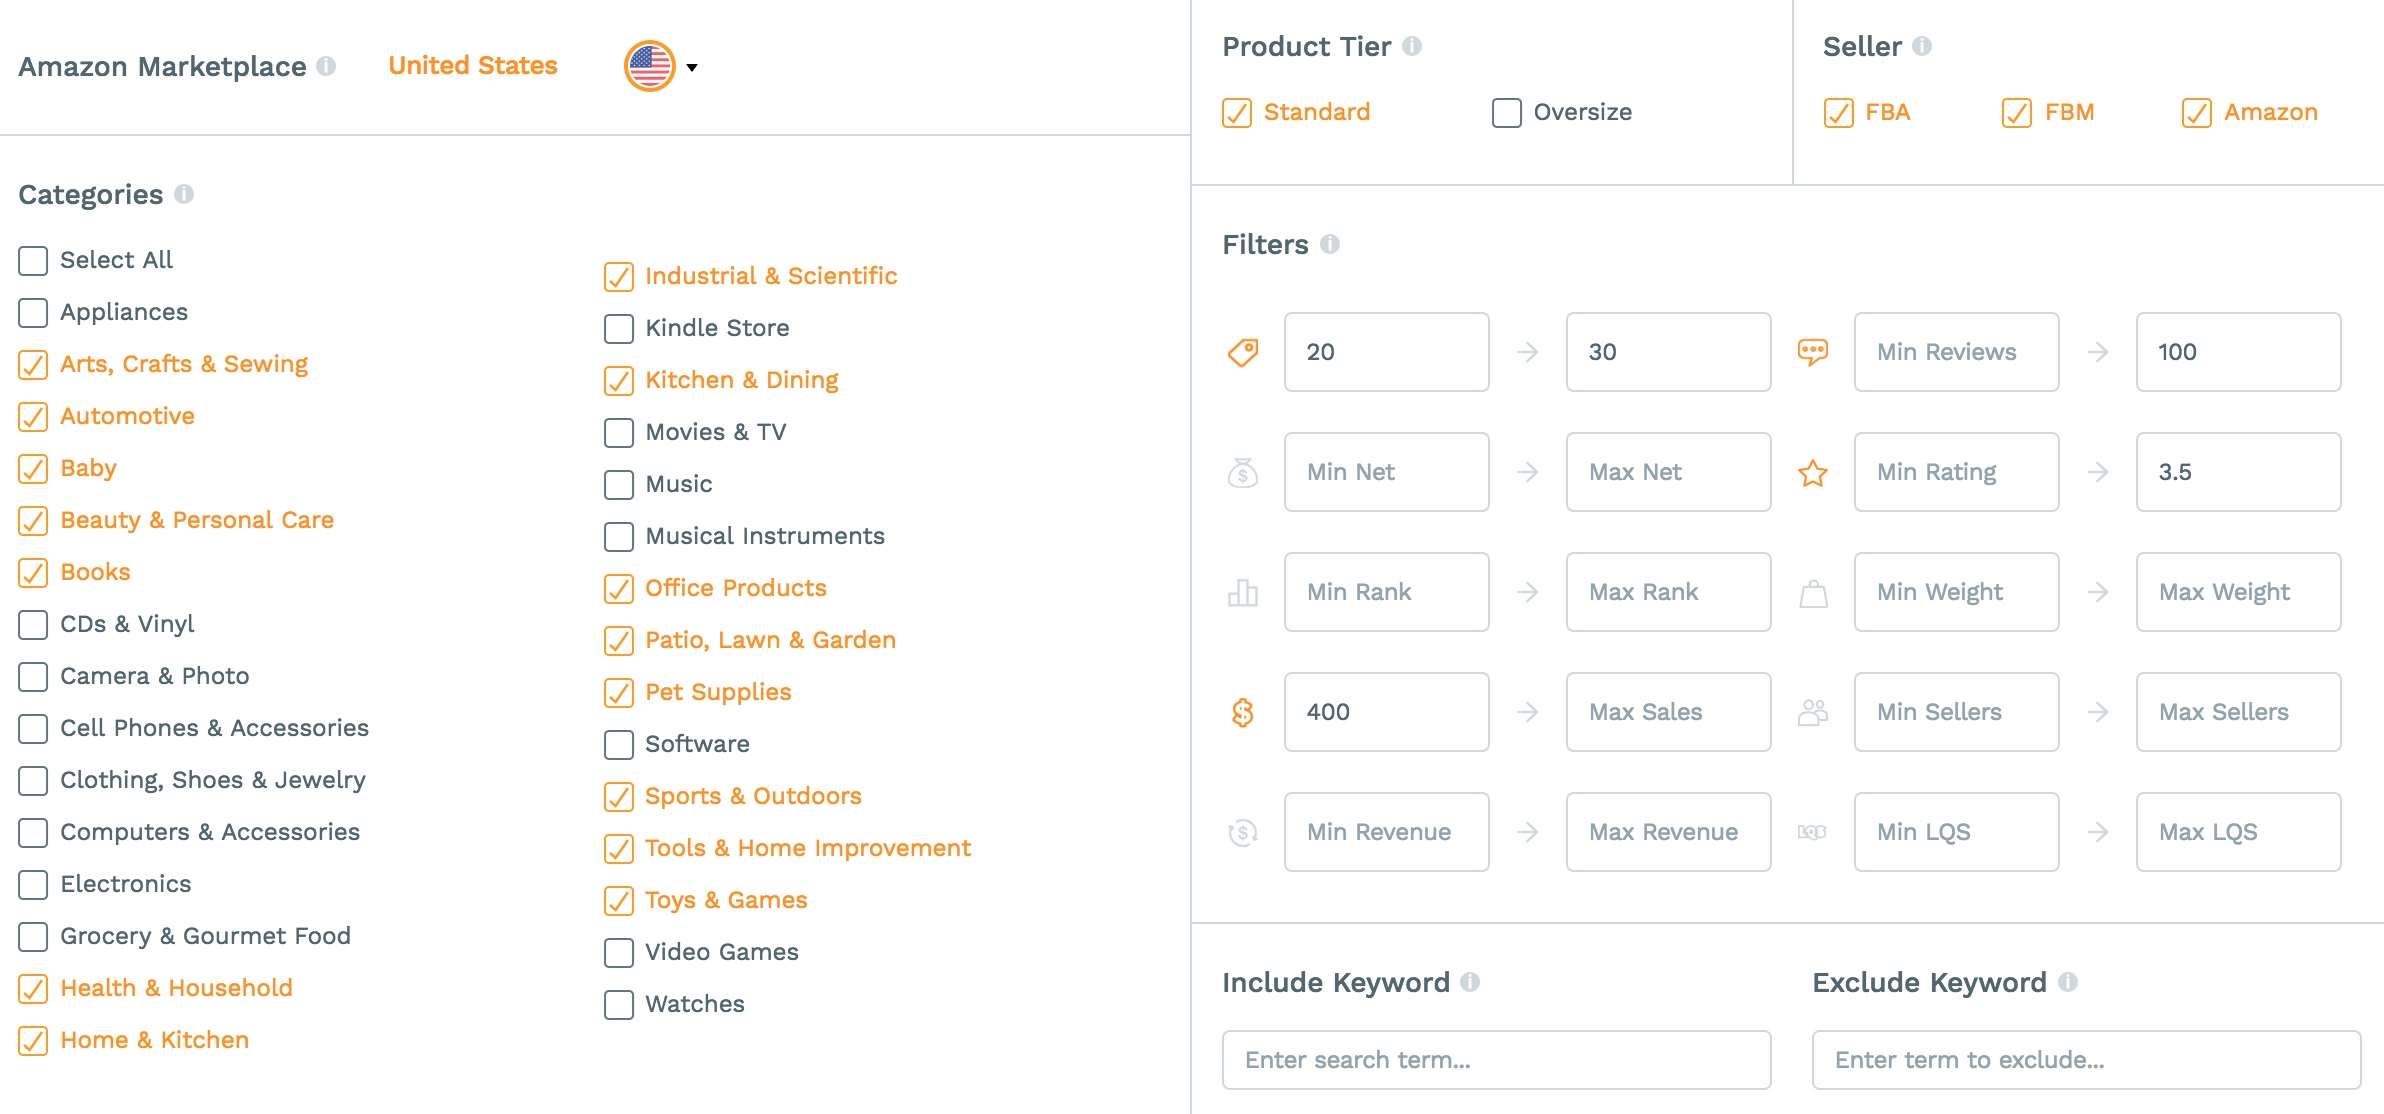 Amazon Marketplace
United States
Categories
Select All
Appliances
Arts, Crafts & Sewing
Automotive
Baby
Beauty & Personal Care
Books
CDs & Vinyl
Camera & Photo
Cell Phones & Accessories
Clothing, Shoes & Jewelry
Computers & Accessories
Electronics
Grocery & Gourmet Food
Health & Household
Home & Kitchen
Industrial & Scientific
Kindle Store
Kitchen & Dining
Movies & TV
Music
Musical Instruments
Office Products
Patio, Lawn & Garden
Pet Supplies
Software
Sports & Outdoors
Tools & Home Improvement
Toys & Games
Video Games
Watches
Product Tier
Standard
Oversize
Seller
FBA
FBM
Amazon
Filters
20
30
Min Reviews
100
Min Net
Max Net
Min Rating
3.5
Min Rank
Max Rank
Min Weight
Max Weight
400
Max Sales
Min Sellers
Max Sellers
Min Revenue
Max Revenue
LQS
Min LQS
Max LQS
Include Keyword
Enter search term...
Exclude Keyword
Enter term to exclude...